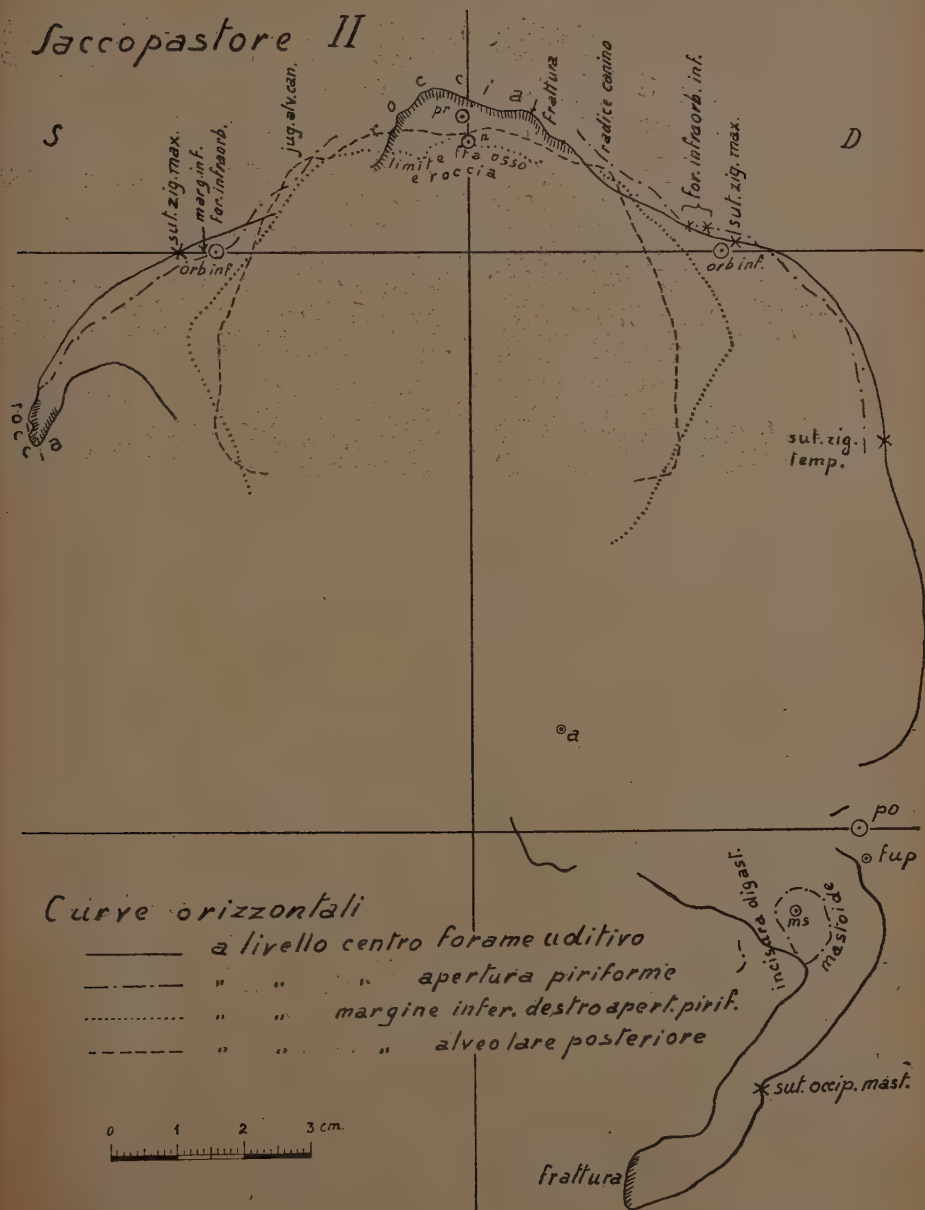 Saccopastore II
S
D
sut.zig.max.
marg.inf.
for.infraorb.
jug.alv.can.
rocci
a
frattura
radice canino
}for.infraorb.inf.
sut.zig.max.
pr
n
limite tra osso
e roccia
orb inf.
orb inf.
roccia
sut.zig.
temp.
a
po
fup
incisura digast.
ms
mastoide
Curve orizzontali
a livello centro forame uditivo
" " " apertura piriforme
" " margine infer. destro apert.pirif.
" " " alveolare posteriore
sut.occip.mast.
0 1 2 3 cm.
frattura